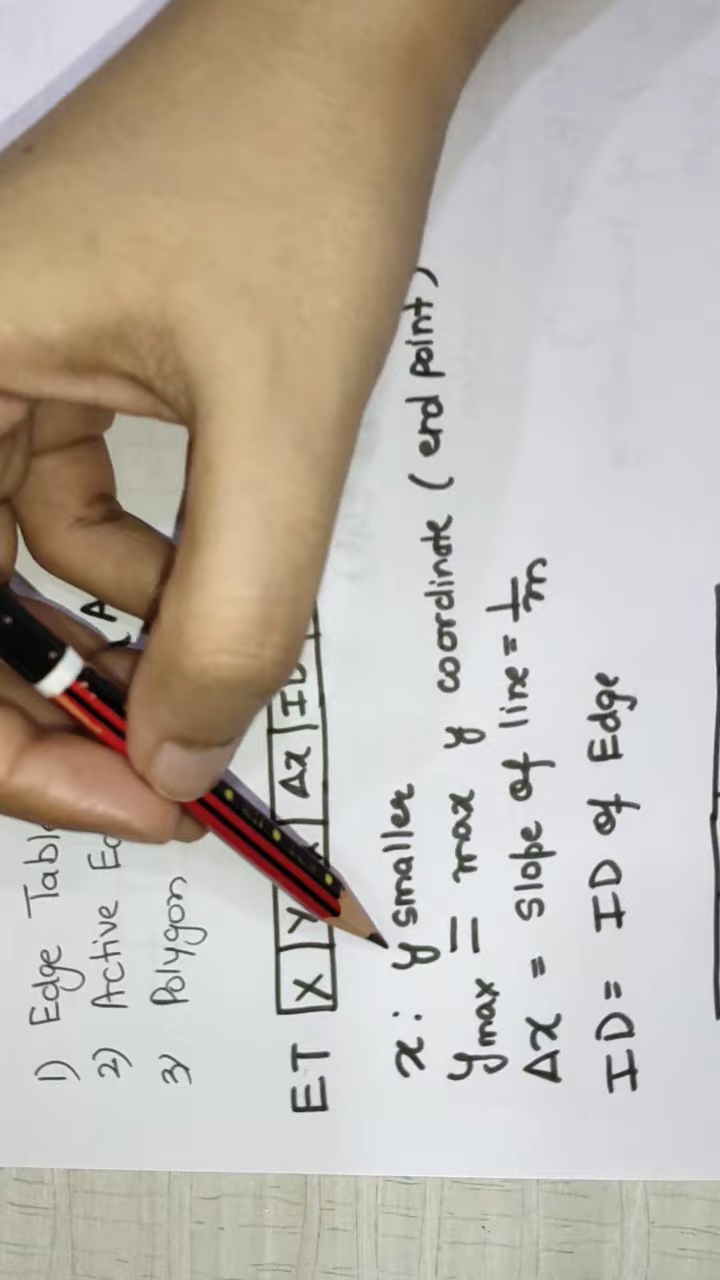 1) Edge Table
2) Active
3) Polygon
(A
ET X Y Δx ID
x: y smaller
ymax = max y coordinate (end point)
Δx = slope of line = 1/m
ID = ID of Edge